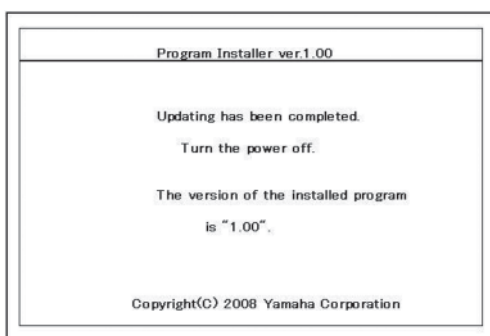 Program Installer ver.1.00
Updating has been completed.
Turn the power off.
The version of the installed program
is "1.00".
Copyright(C) 2008 Yamaha Corporation